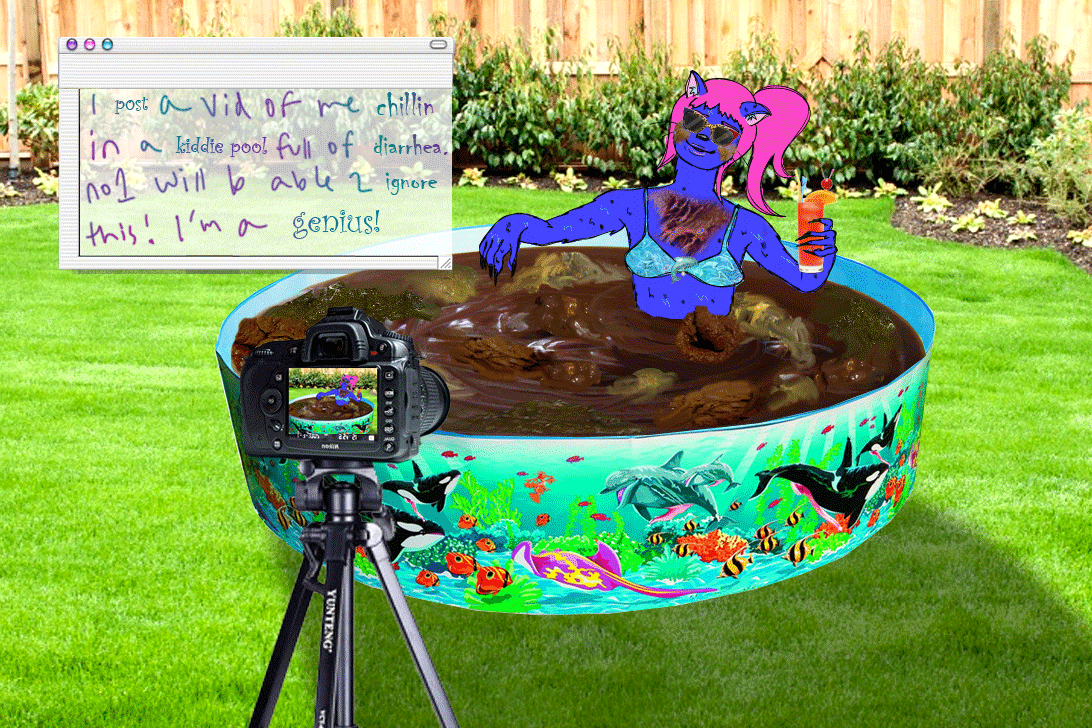 I post a vid of me chillin
in a kiddie pool full of diarrhea.
no1 will b able 2 ignore
this! I'm a genius!
YUNTENG